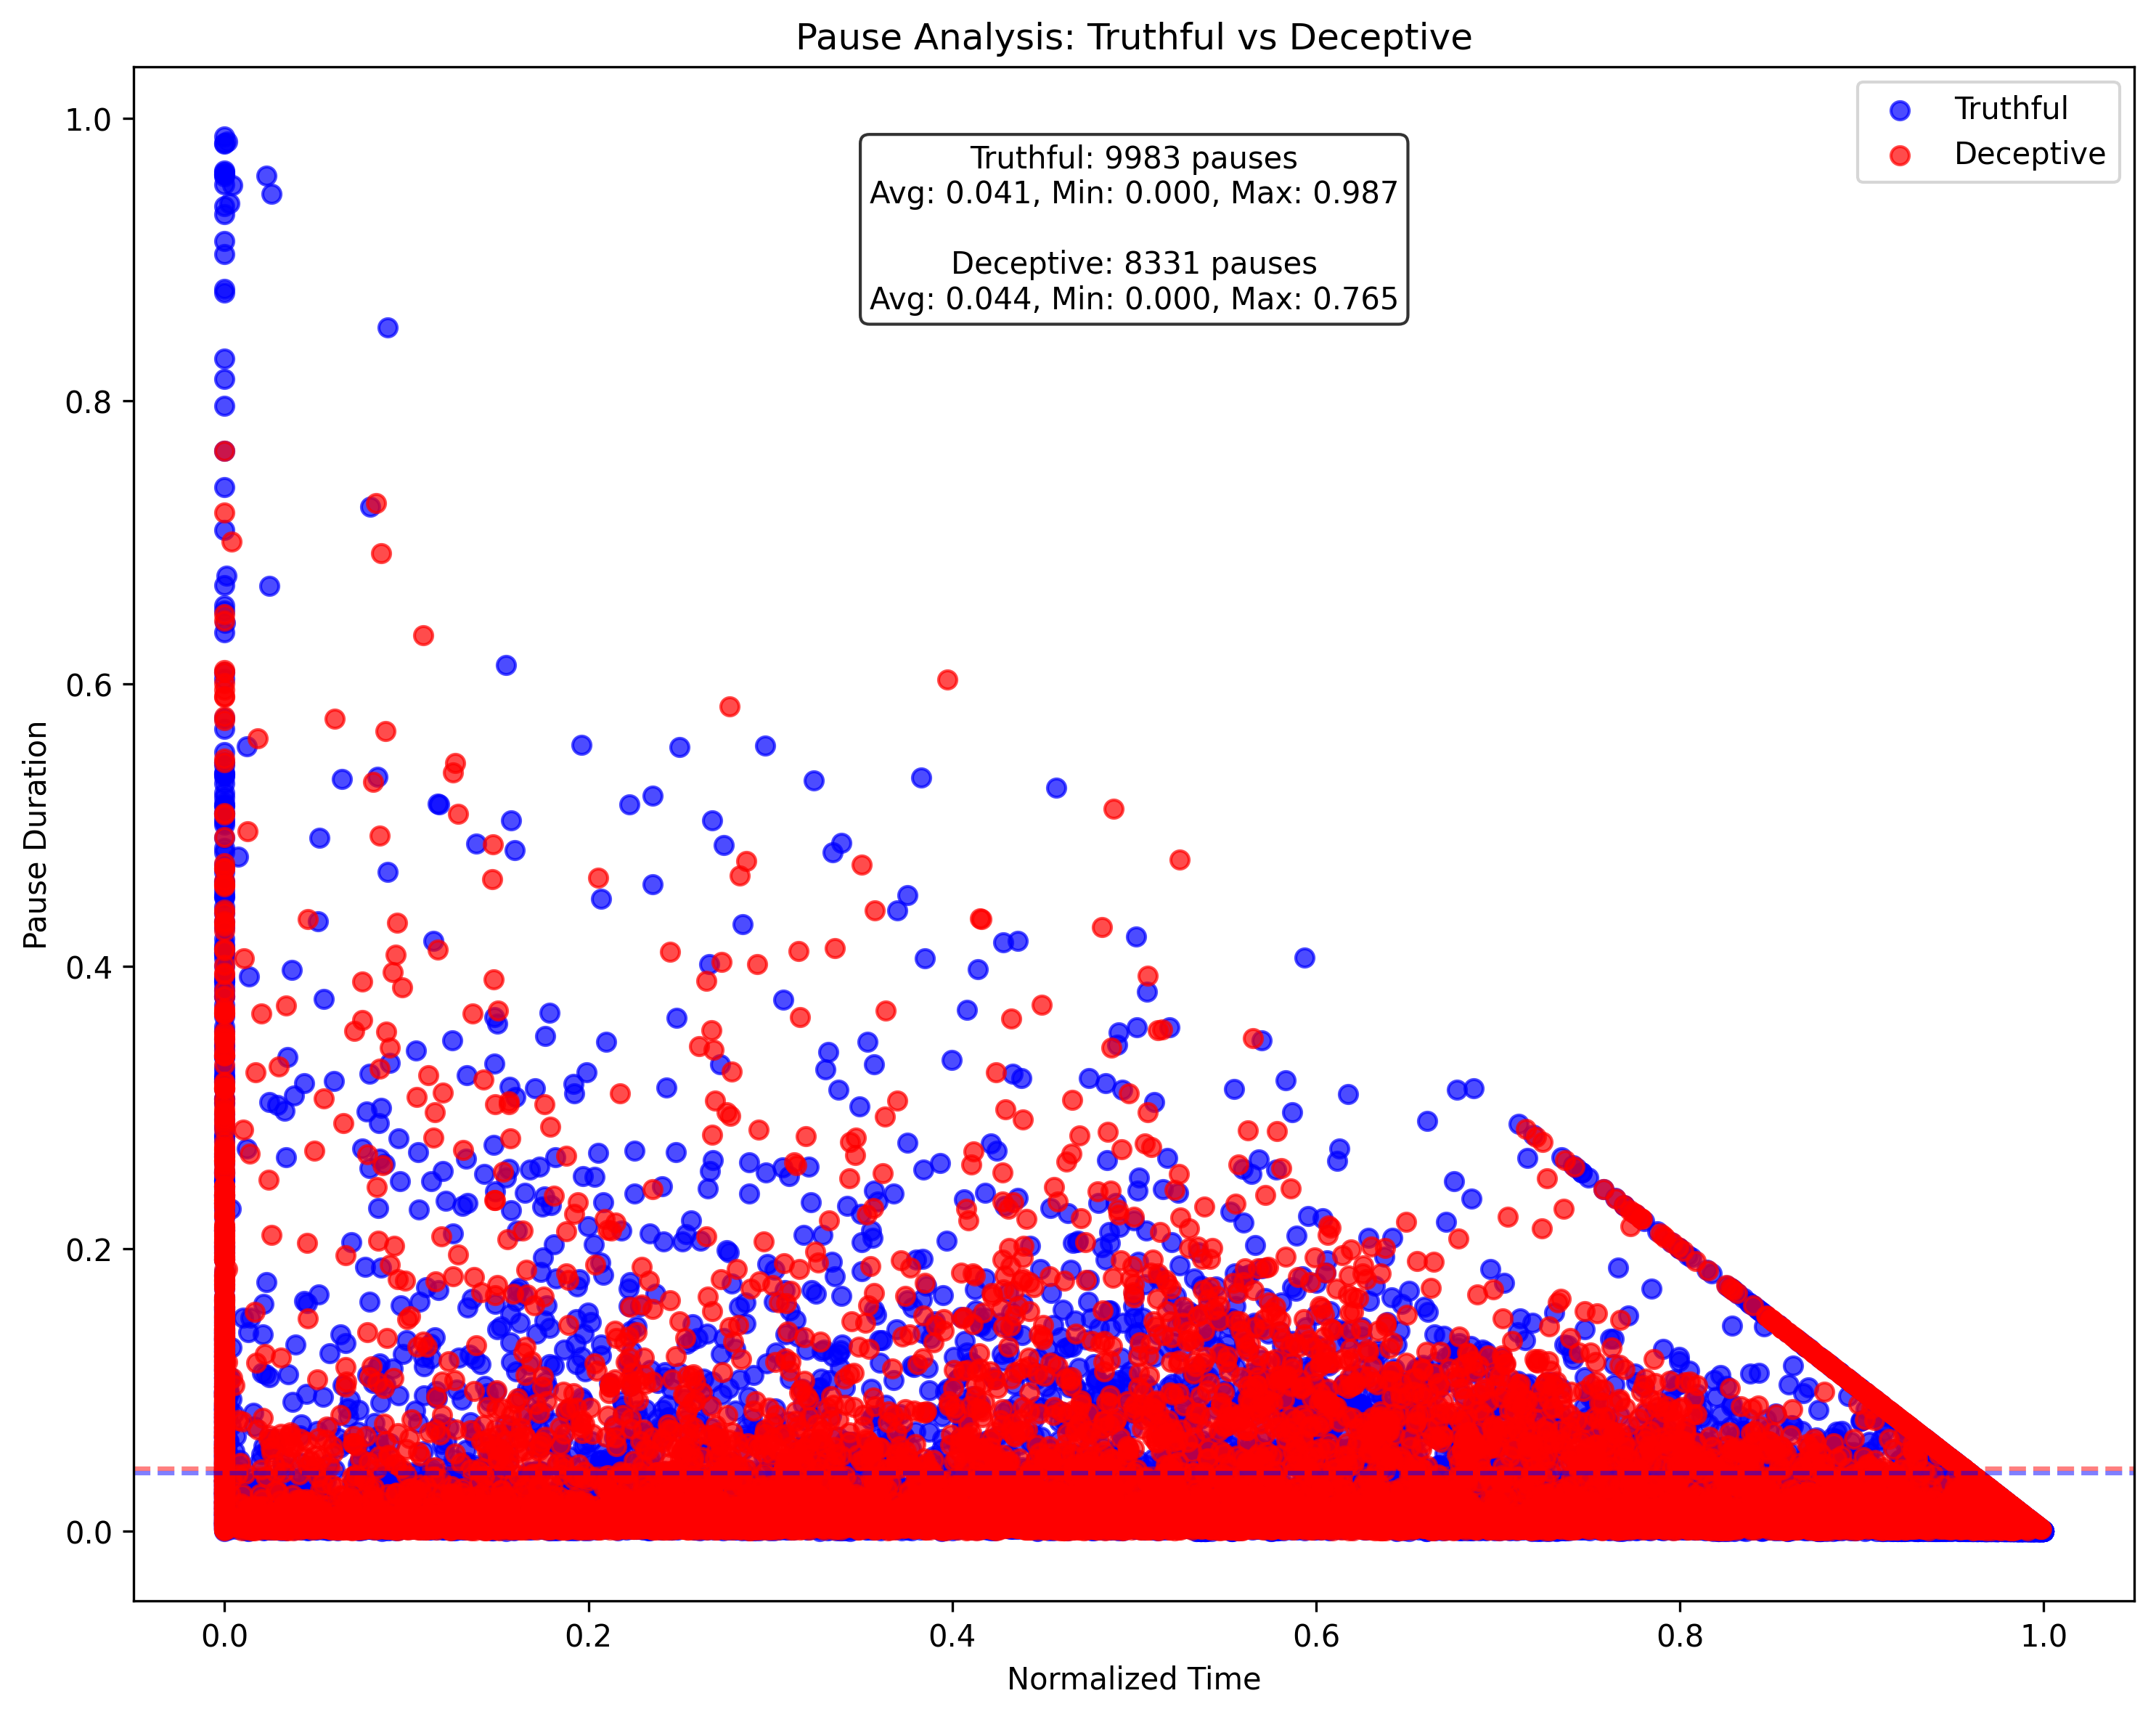 Pause Analysis: Truthful vs Deceptive
Truthful
Deceptive
Truthful: 9983 pauses
Avg: 0.041, Min: 0.000, Max: 0.987
Deceptive: 8331 pauses
Avg: 0.044, Min: 0.000, Max: 0.765
Pause Duration
1.0
0.8
0.6
0.4
0.2
0.0
0.0
0.2
0.4
0.6
0.8
1.0
Normalized Time